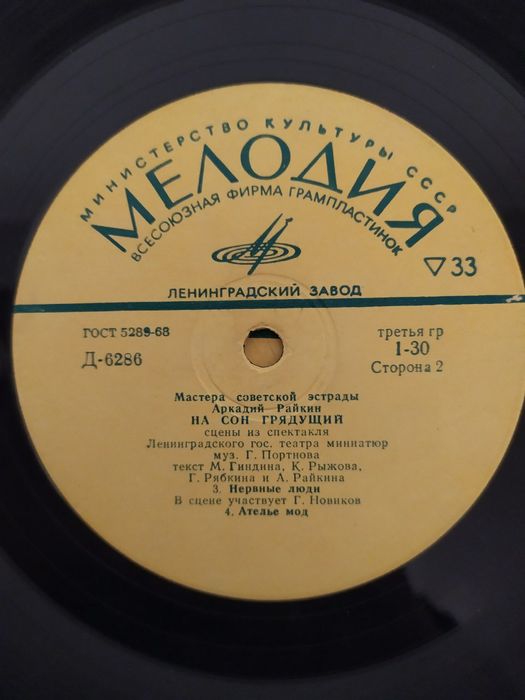 МИНИСТЕРСТВО КУЛЬТУРЫ СССР
МЕЛОДИЯ
ВСЕСОЮЗНАЯ ФИРМА ГРАМПЛАСТИНОК
▽33
ЛЕНИНГРАДСКИЙ ЗАВОД
ГОСТ 5289-68
Д-6286
третья гр
1-30
Сторона 2
Мастера советской эстрады
Аркадий Райкин
НА СОН ГРЯДУЩИЙ
сцены из спектакля
Ленинградского гос. театра миниатюр
муз. Г. Портнова
текст М. Гиндина, К. Рыжова,
Г. Рябкина и А. Райкина
3. Нервные люди
В сцене участвует Г. Новиков
4. Ателье мод